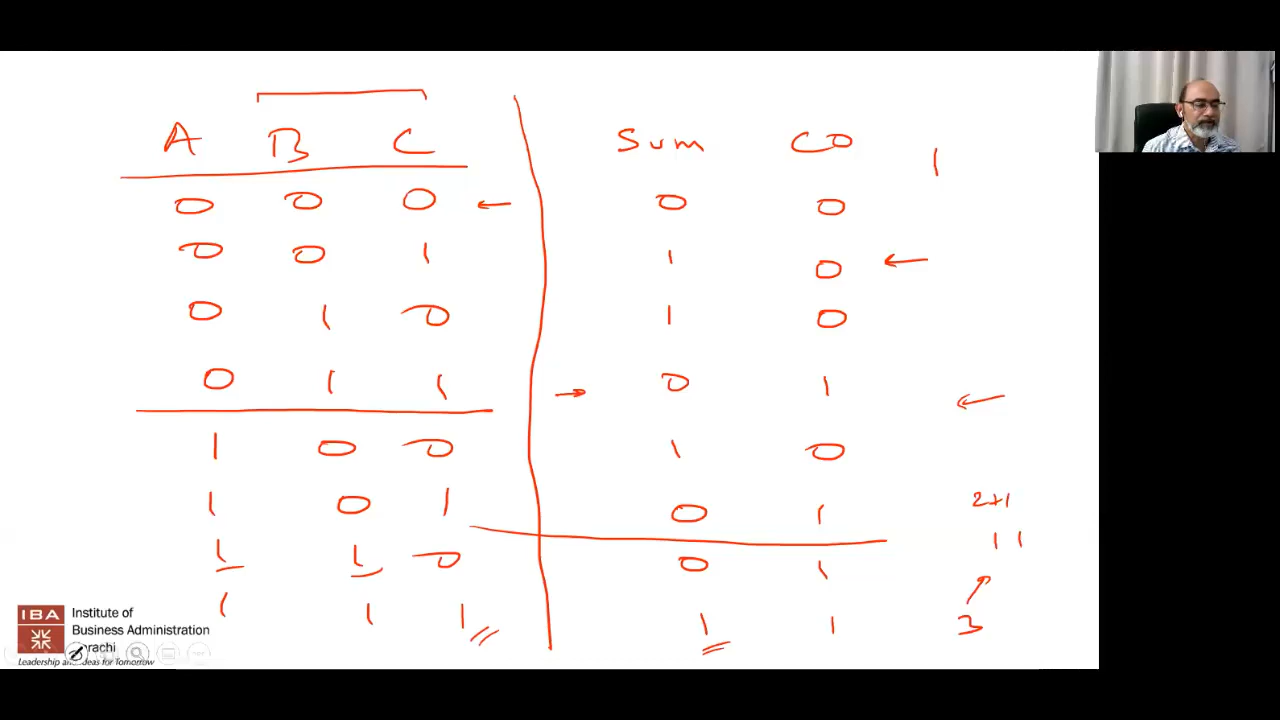 A B C Sum CO 1
0 0 0 ← 0 0
0 0 1 1 0 ←
0 1 0 1 0
0 1 1 → 0 1 ←
1 0 0 1 0
1 0 1 0 1 2+1
1 1 0 0 1 11
1 1 1 1 1 3
IBA
Institute of
Business Administration
arachi
Leadership and Ideas for Tomorrow